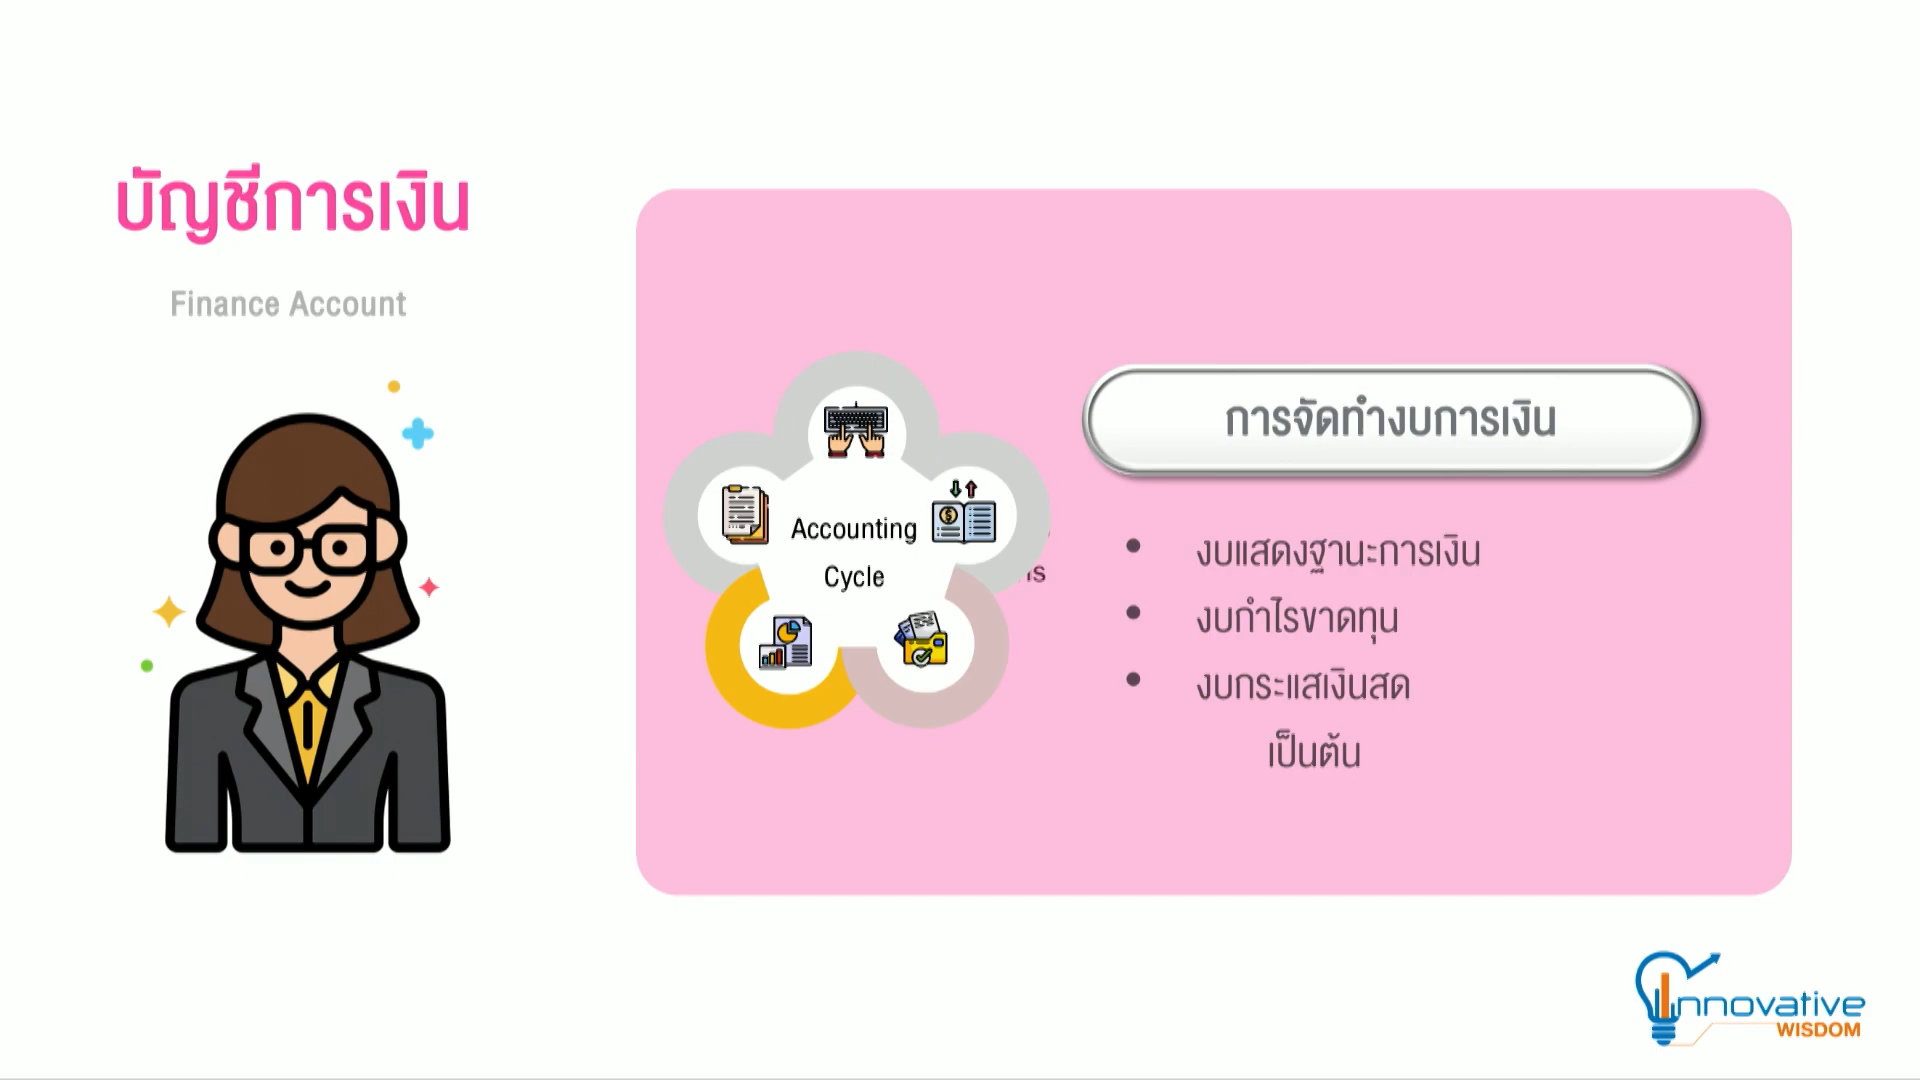 บัญชีการเงิน
Finance Account
Accounting
Cycle
การจัดทำงบการเงิน
• งบแสดงฐานะการเงิน
• งบกำไรขาดทุน
• งบกระแสเงินสด
เป็นต้น
innovative
WISDOM